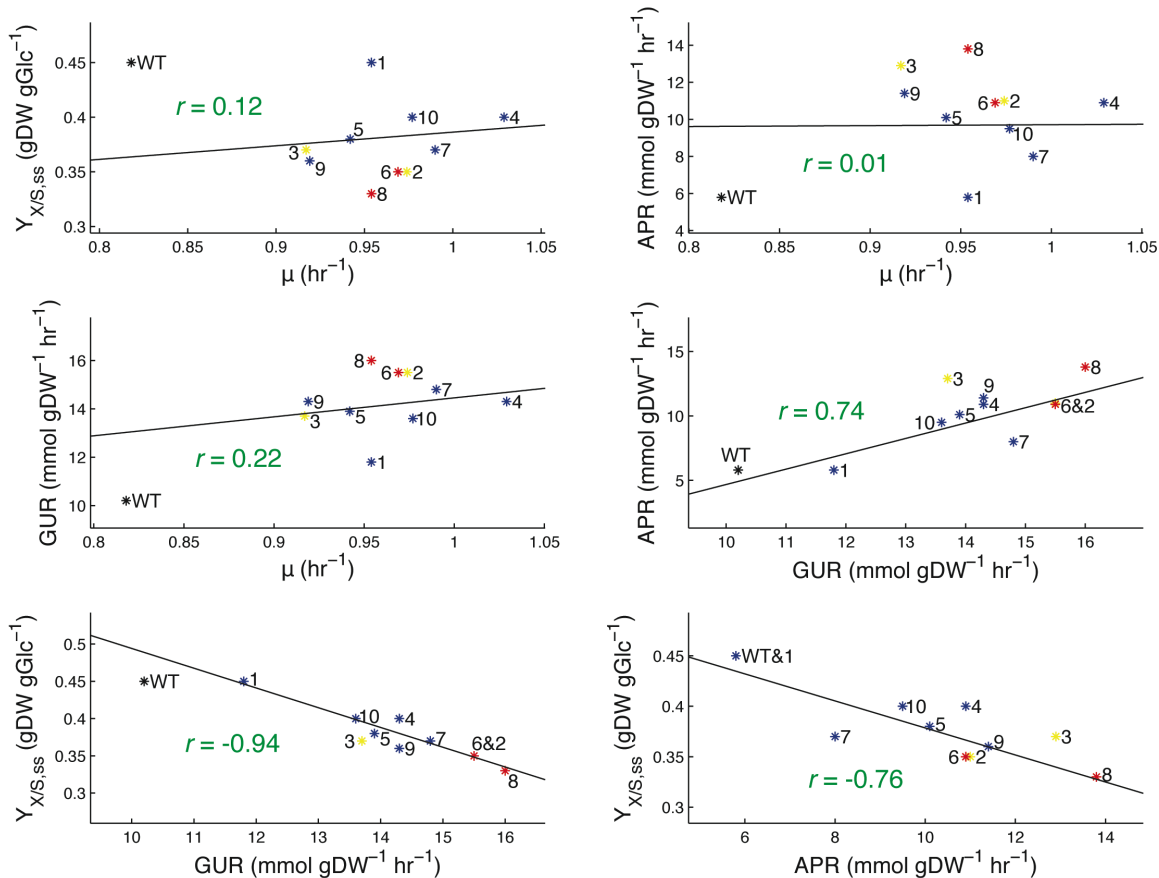 Y X/S,ss (gDW gGlc−1)
0.45
0.4
0.35
0.3
*WT
r = 0.12
1
10
4
5
7
3
9
6
2
8
0.8 0.85 0.9 0.95 1 1.05
μ (hr−1)
APR (mmol gDW−1 hr−1)
14
12
10
8
6
4
8
3
9
6
2
4
5
10
7
r = 0.01
*WT
1
0.8 0.85 0.9 0.95 1 1.05
μ (hr−1)
GUR (mmol gDW−1 hr−1)
16
14
12
10
8
6
2
7
9
4
3
5
10
r = 0.22
1
*WT
0.8 0.85 0.9 0.95 1 1.05
μ (hr−1)
APR (mmol gDW−1 hr−1)
15
10
5
8
3
9
4
6&2
r = 0.74
5
10
7
WT
1
10 11 12 13 14 15 16
GUR (mmol gDW−1 hr−1)
Y X/S,ss (gDW gGlc−1)
0.5
0.45
0.4
0.35
0.3
*WT
1
10
4
5
3
9
7
6&2
8
r = -0.94
10 11 12 13 14 15 16
GUR (mmol gDW−1 hr−1)
Y X/S,ss (gDW gGlc−1)
0.45
0.4
0.35
0.3
WT&1
10
4
5
7
3
9
6
2
8
r = -0.76
6 8 10 12 14
APR (mmol gDW−1 hr−1)